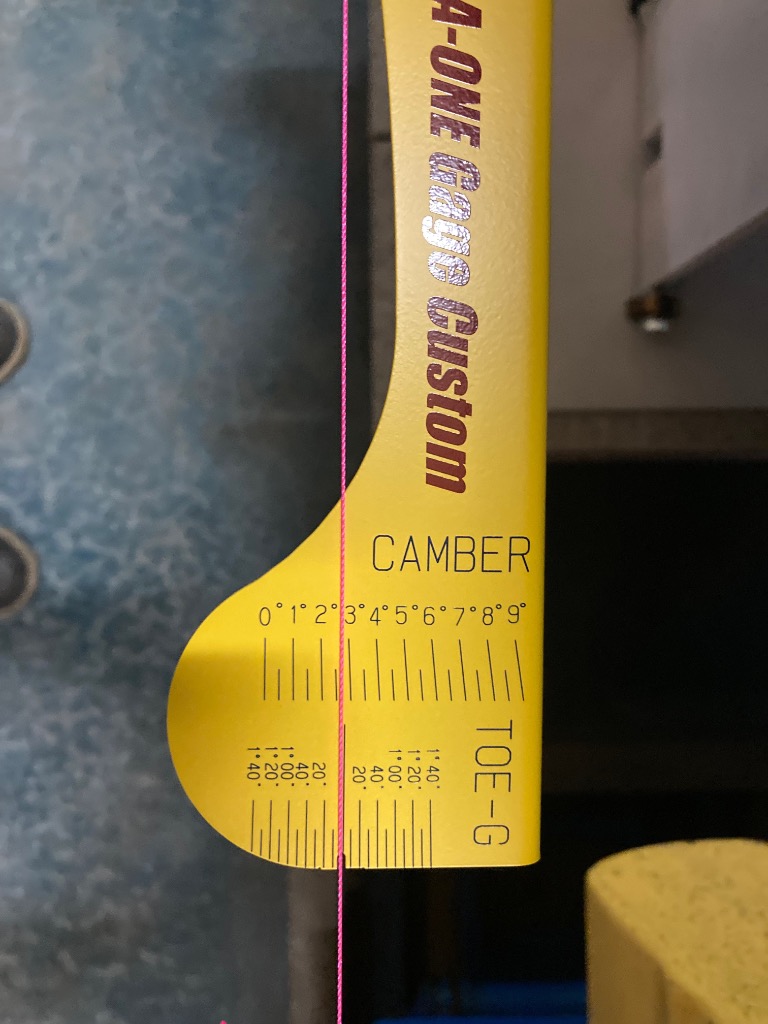 A-ONE Gage Custom
CAMBER
0° 1° 2° 3° 4° 5° 6° 7° 8° 9°
TOE-G
1°40' 1°20' 1°00' 40' 20' 20' 40' 1°00' 1°20' 1°40'